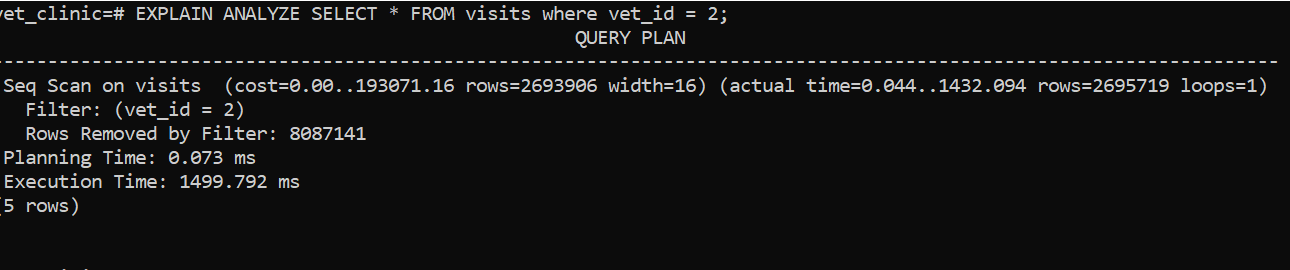 vet_clinic=# EXPLAIN ANALYZE SELECT * FROM visits where vet_id = 2;
QUERY PLAN
-----------------------------------------------------------------------------------------------------------------
Seq Scan on visits  (cost=0.00..193071.16 rows=2693906 width=16) (actual time=0.044..1432.094 rows=2695719 loops=1)
  Filter: (vet_id = 2)
  Rows Removed by Filter: 8087141
Planning Time: 0.073 ms
Execution Time: 1499.792 ms
(5 rows)